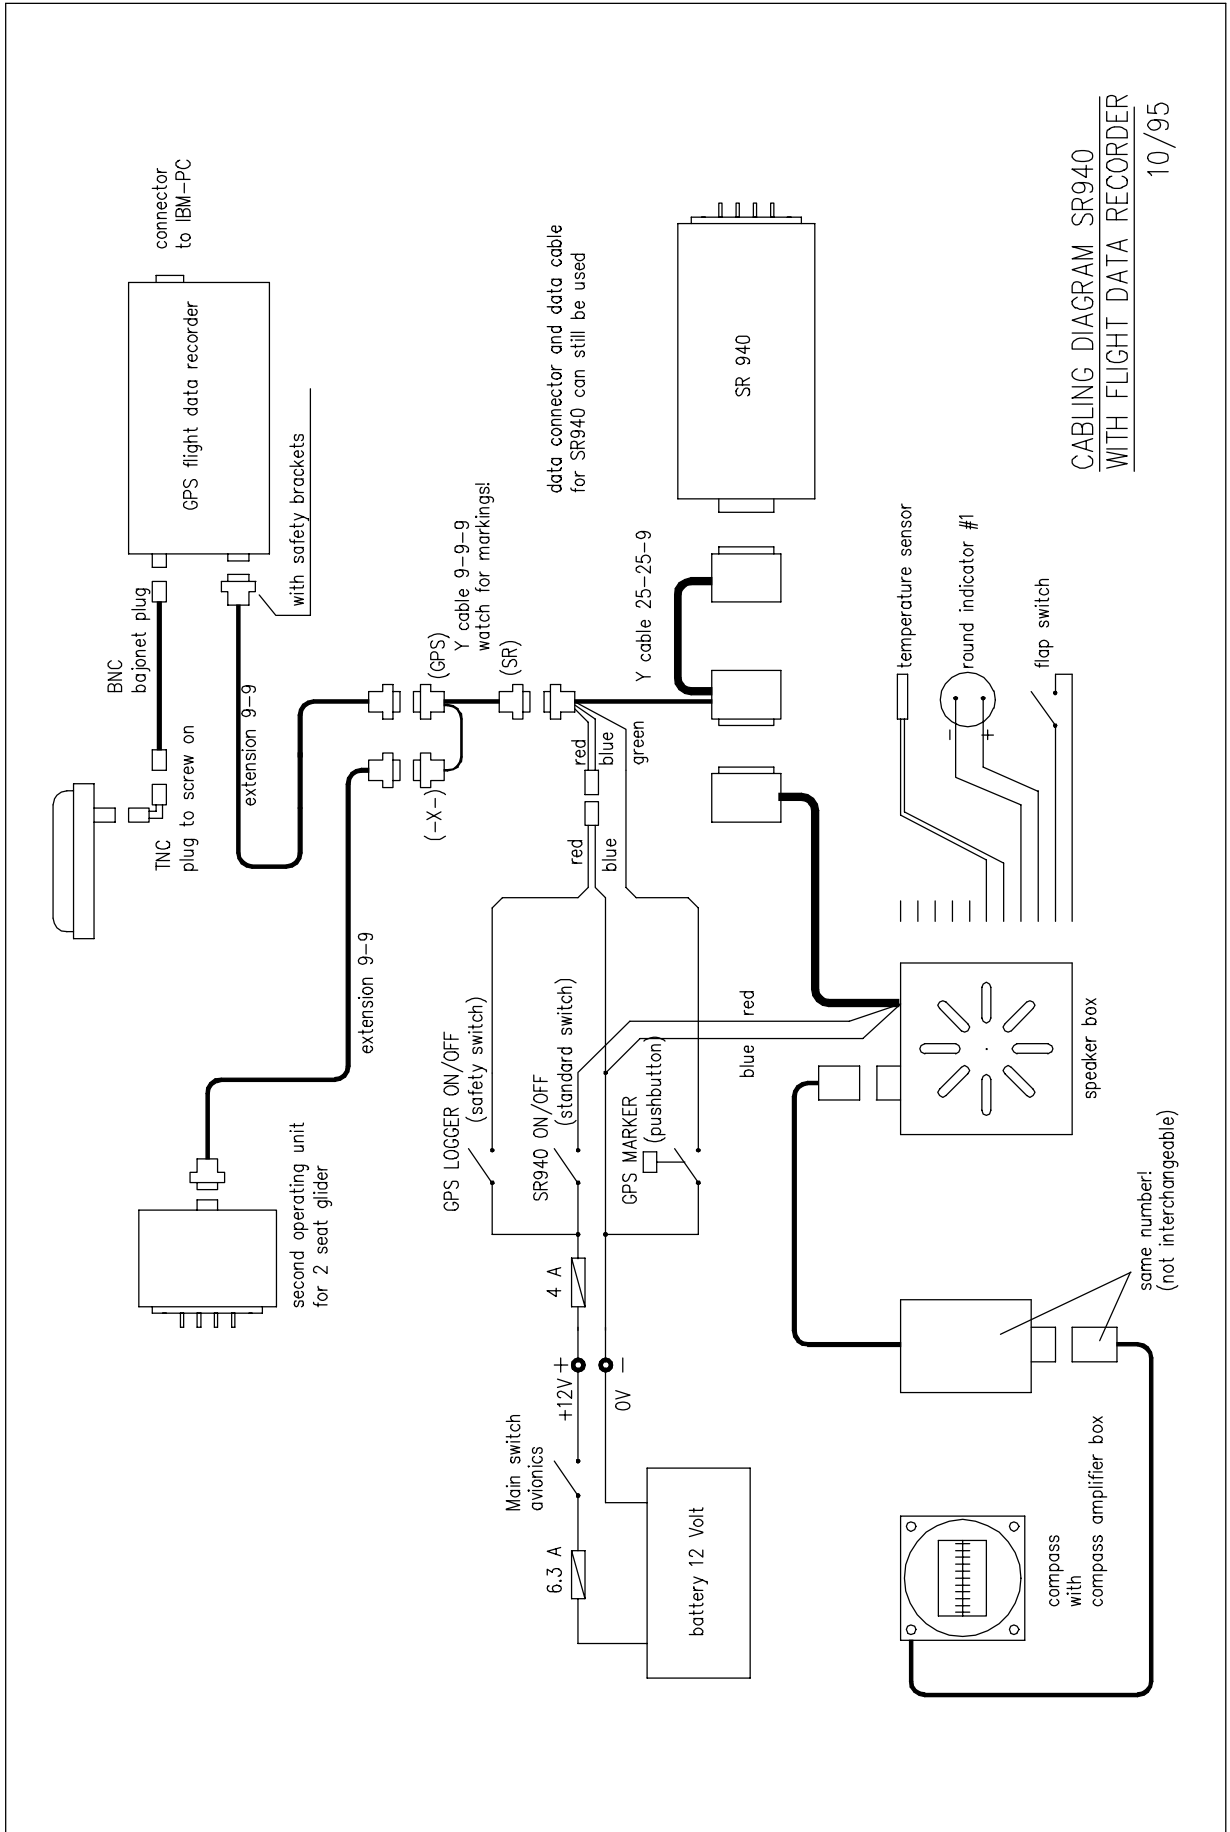 connector
to IBM-PC
GPS flight data recorder
with safety brackets
BNC
bajonet plug
TNC
plug to screw on
extension 9-9
extension 9-9
second operating unit
for 2 seat glider
(GPS)
Y cable 9-9-9
watch for markings!
(SR)
(-X-)
data connector and data cable
for SR940 can still be used
SR 940
Y cable 25-25-9
red
blue
green
red
blue
GPS LOGGER ON/OFF
(safety switch)
SR940 ON/OFF
(standard switch)
GPS MARKER
(pushbutton)
4 A
+12V
+
0V
-
Main switch
avionics
6.3 A
battery 12 Volt
red
blue
temperature sensor
round indicator #1
-
+
flap switch
speaker box
same number!
(not interchangeable)
compass
with
compass amplifier box
CABLING DIAGRAM SR940
WITH FLIGHT DATA RECORDER
10/95